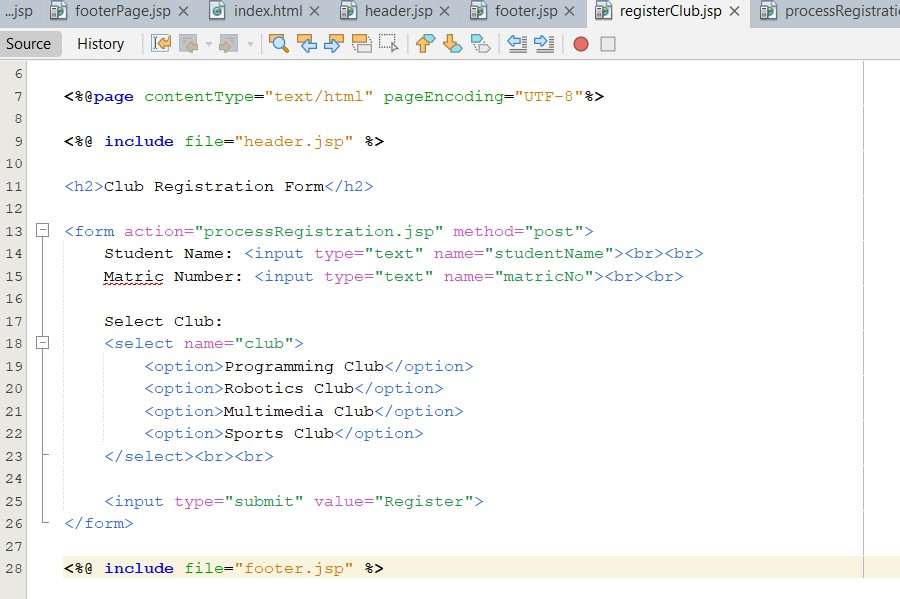 ...jsp footerPage.jsp index.html header.jsp footer.jsp registerClub.jsp processRegistrati
Source History
6
7 <%@page contentType="text/html" pageEncoding="UTF-8"%>
8
9 <%@ include file="header.jsp" %>
10
11 <h2>Club Registration Form</h2>
12
13 <form action="processRegistration.jsp" method="post">
14 Student Name: <input type="text" name="studentName"><br><br>
15 Matric Number: <input type="text" name="matricNo"><br><br>
16
17 Select Club:
18 <select name="club">
19 <option>Programming Club</option>
20 <option>Robotics Club</option>
21 <option>Multimedia Club</option>
22 <option>Sports Club</option>
23 </select><br><br>
24
25 <input type="submit" value="Register">
26 </form>
27
28 <%@ include file="footer.jsp" %>